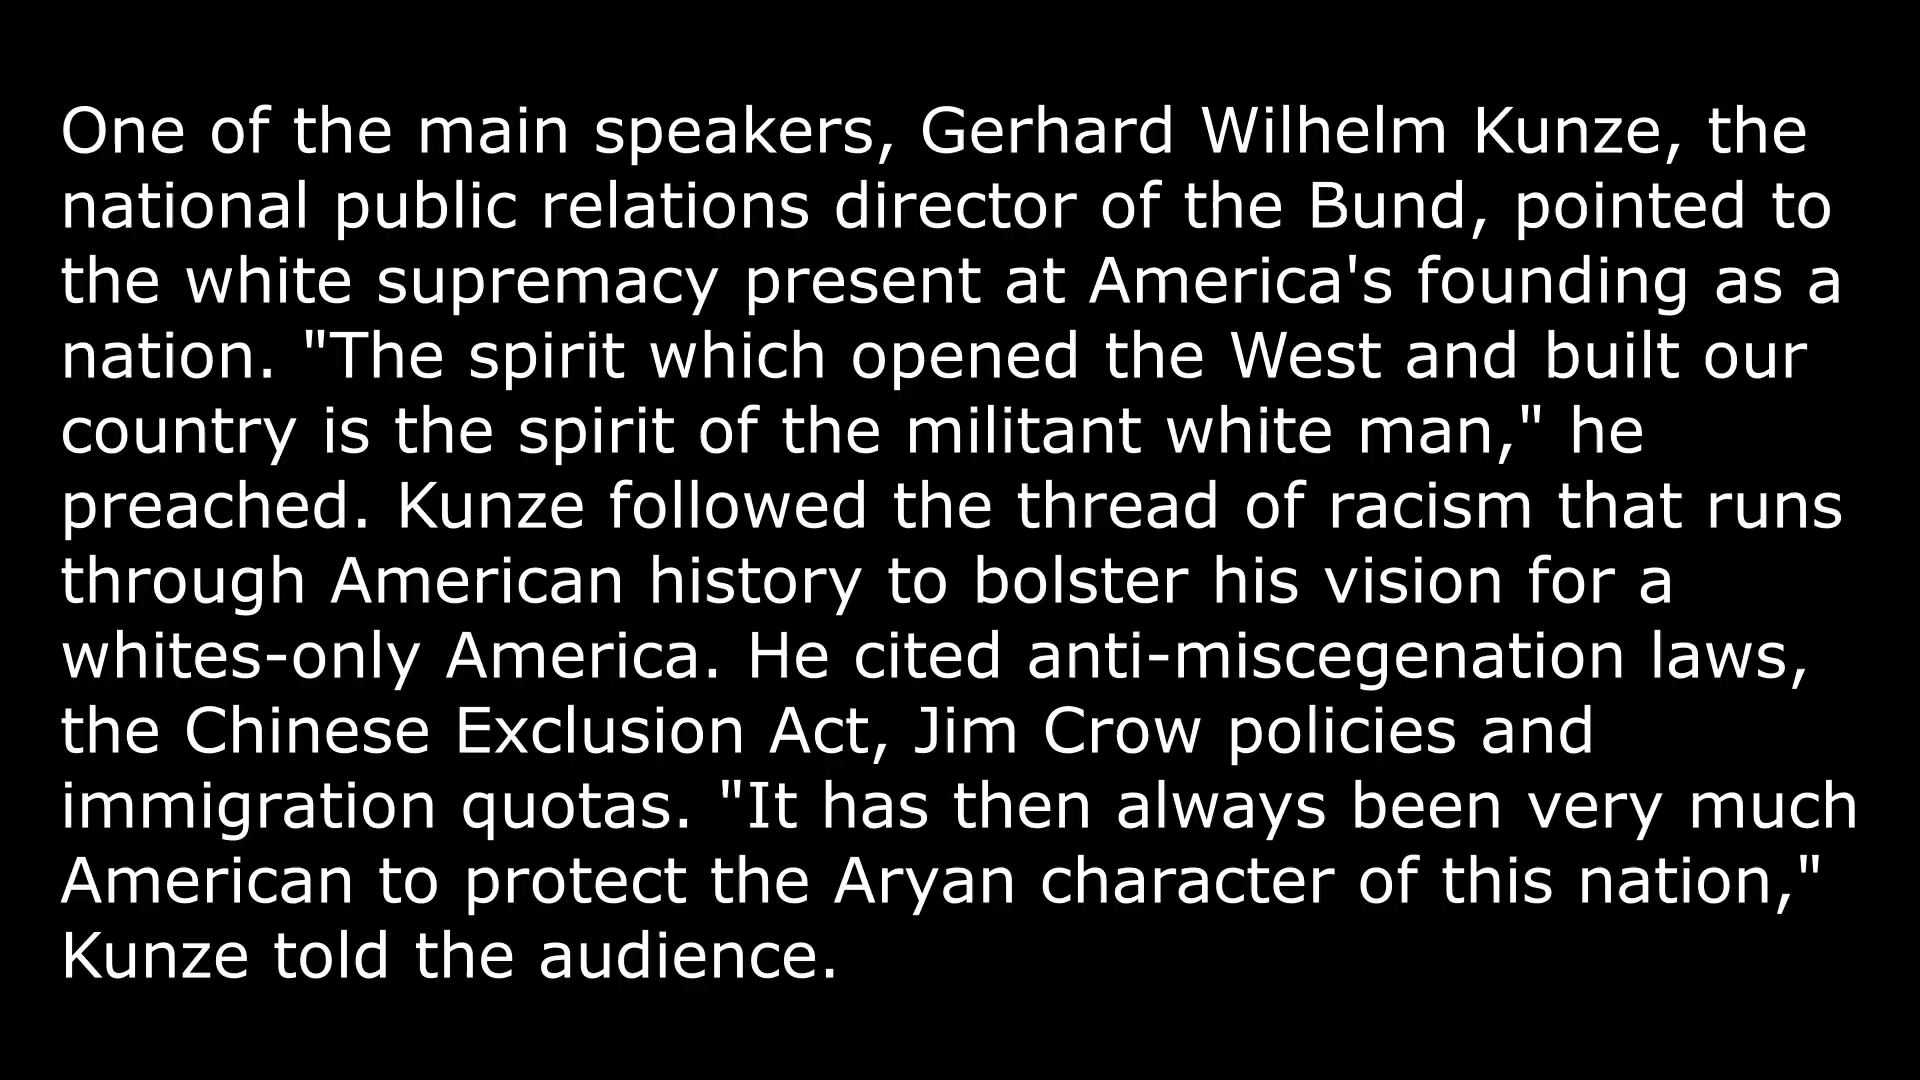 One of the main speakers, Gerhard Wilhelm Kunze, the
national public relations director of the Bund, pointed to
the white supremacy present at America's founding as a
nation. "The spirit which opened the West and built our
country is the spirit of the militant white man," he
preached. Kunze followed the thread of racism that runs
through American history to bolster his vision for a
whites-only America. He cited anti-miscegenation laws,
the Chinese Exclusion Act, Jim Crow policies and
immigration quotas. "It has then always been very much
American to protect the Aryan character of this nation,"
Kunze told the audience.